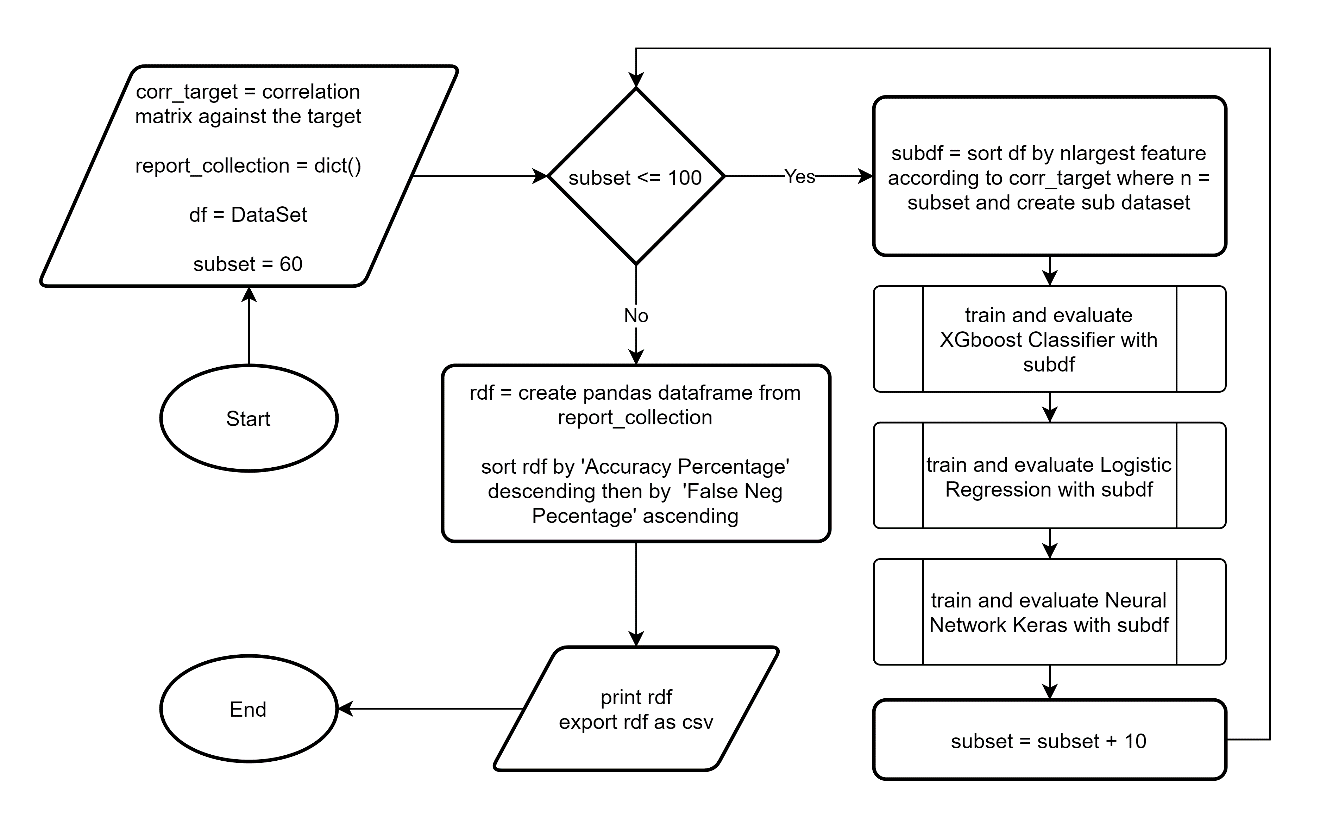 corr_target = correlation
matrix against the target
report_collection = dict()
df = DataSet
subset = 60
Start
subset <= 100
Yes
No
subdf = sort df by nlargest feature
according to corr_target where n =
subset and create sub dataset
train and evaluate
XGboost Classifier with
subdf
train and evaluate Logistic
Regression with subdf
train and evaluate Neural
Network Keras with subdf
subset = subset + 10
rdf = create pandas dataframe from
report_collection
sort rdf by 'Accuracy Percentage'
descending then by 'False Neg
Pecentage' ascending
print rdf
export rdf as csv
End